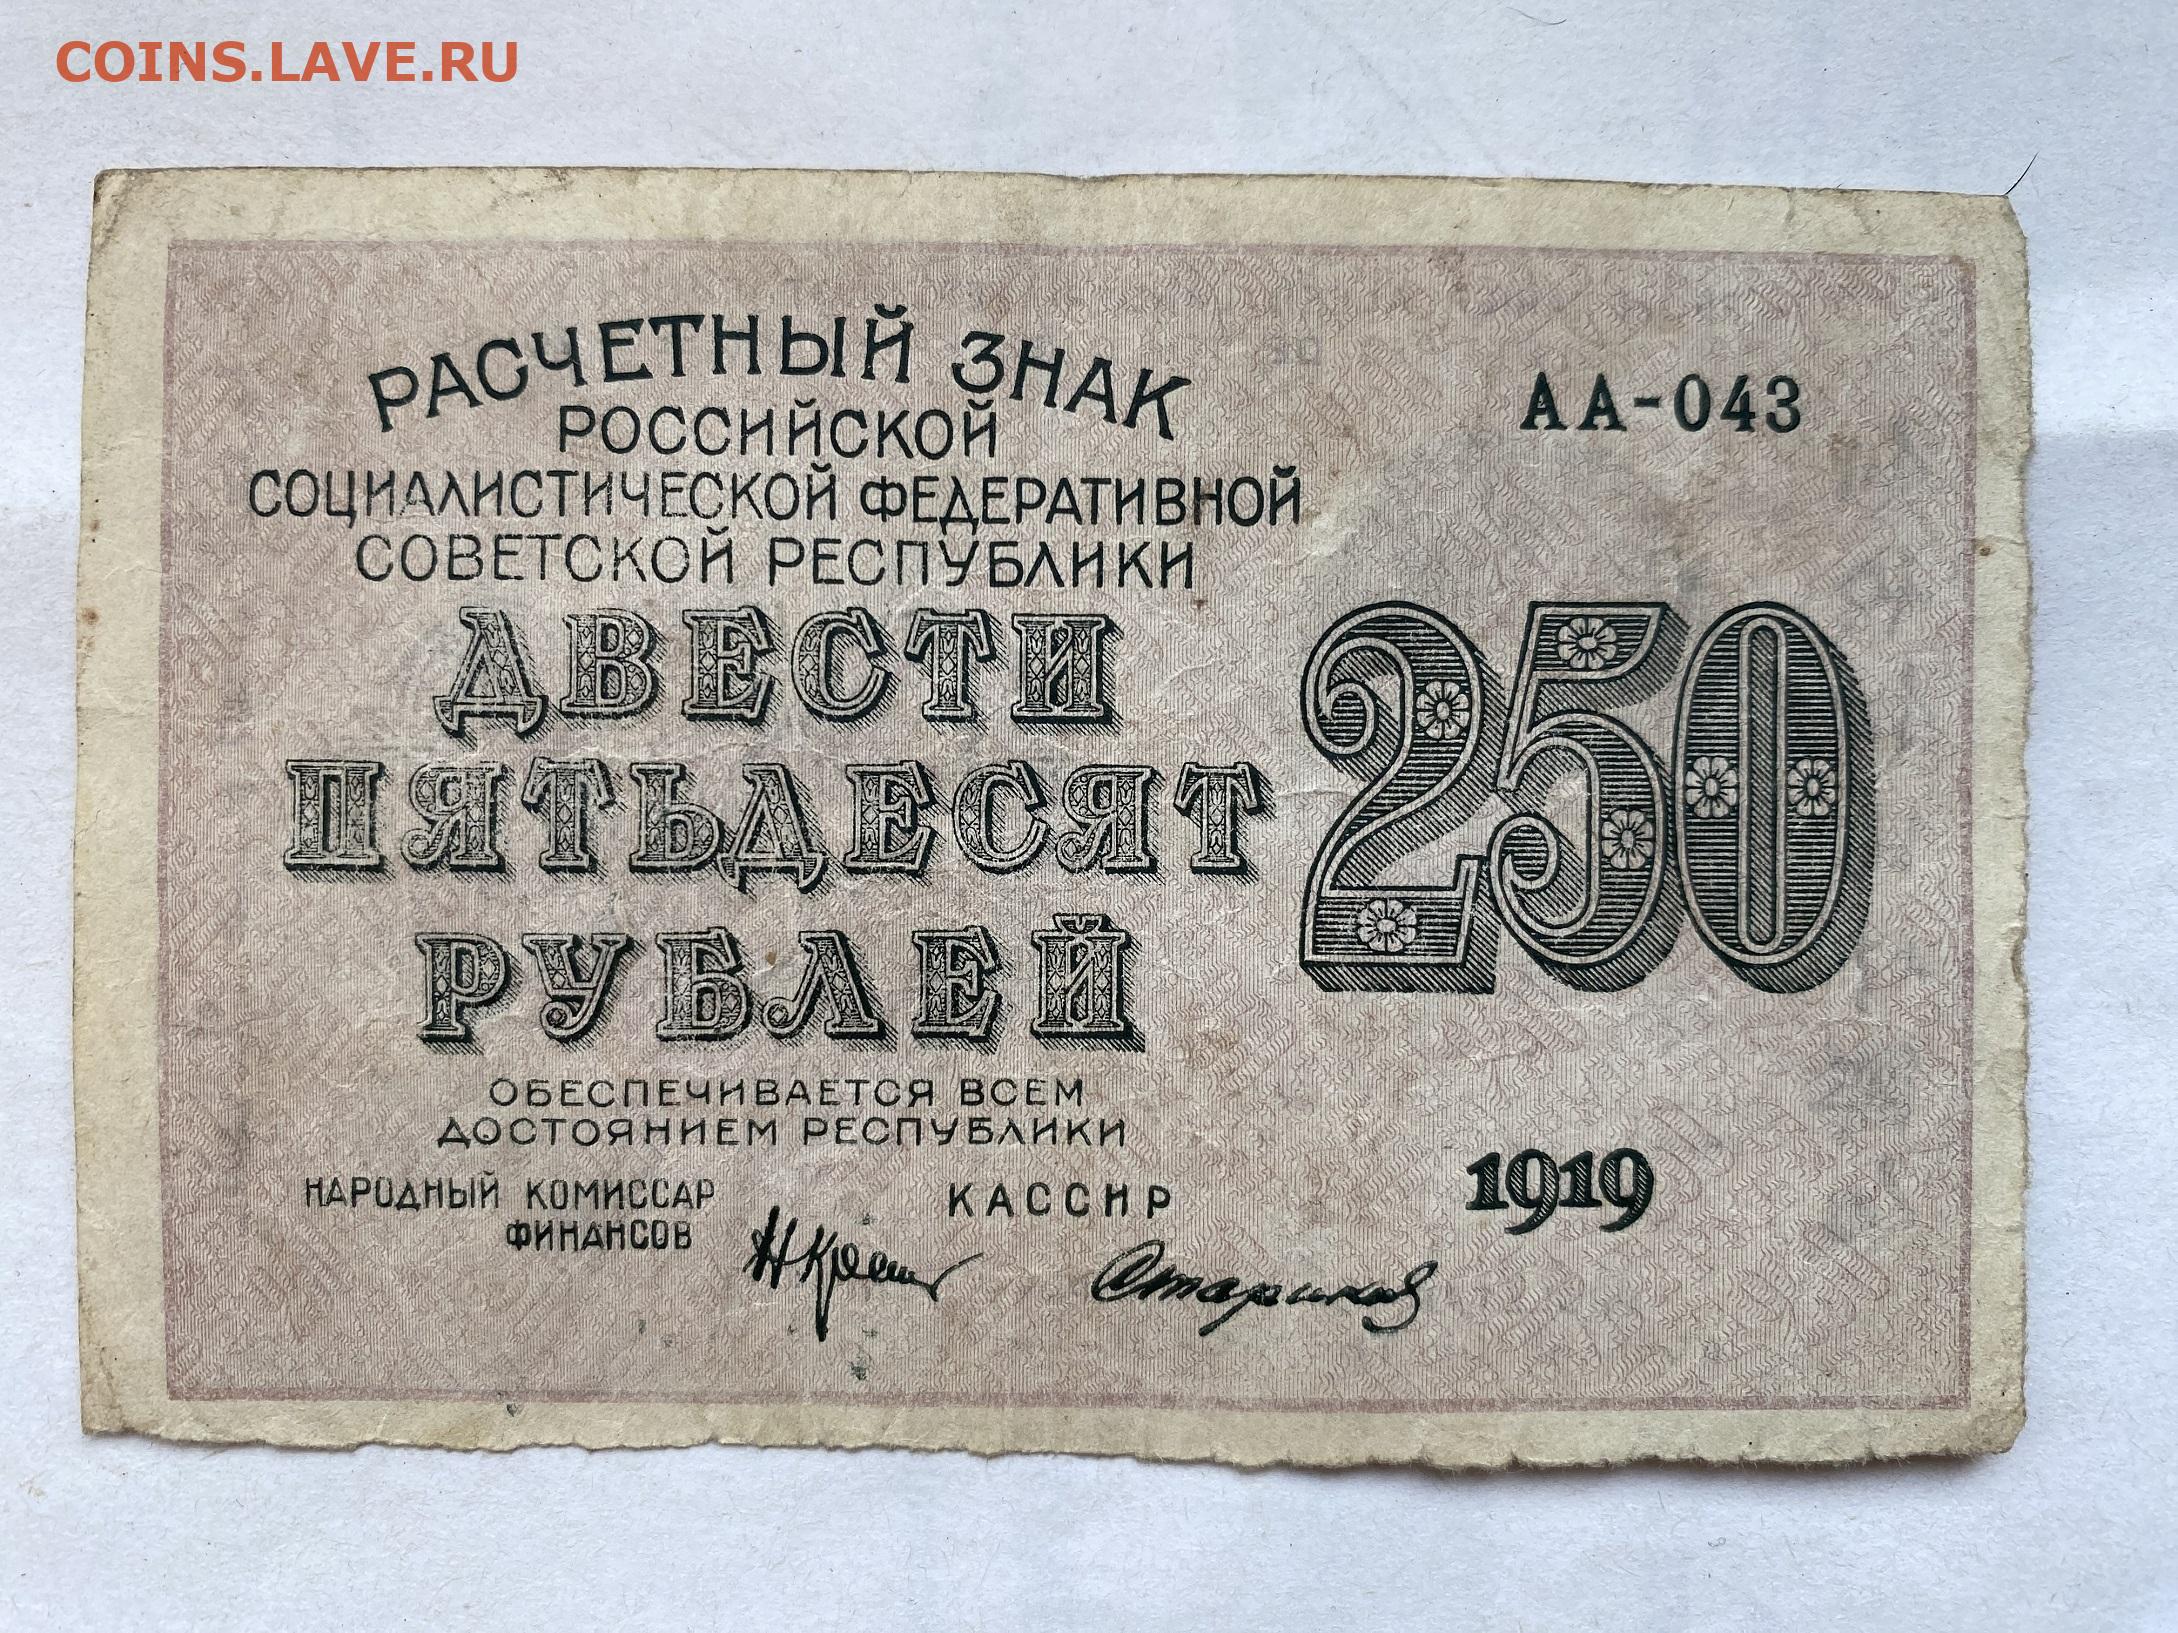 COINS.LAVE.RU
РАСЧЕТНЫЙ ЗНАК
РОССИЙСКОЙ
СОЦИАЛИСТИЧЕСКОЙ ФЕДЕРАТИВНОЙ
СОВЕТСКОЙ РЕСПУБЛИКИ
АА-043
ДВЕСТИ
ПЯТЬДЕСЯТ
РУБЛЕЙ
250
ОБЕСПЕЧИВАЕТСЯ ВСЕМ
ДОСТОЯНИЕМ РЕСПУБЛИКИ
НАРОДНЫЙ КОМИССАР
ФИНАНСОВ
КАССИР
1919
Стариков